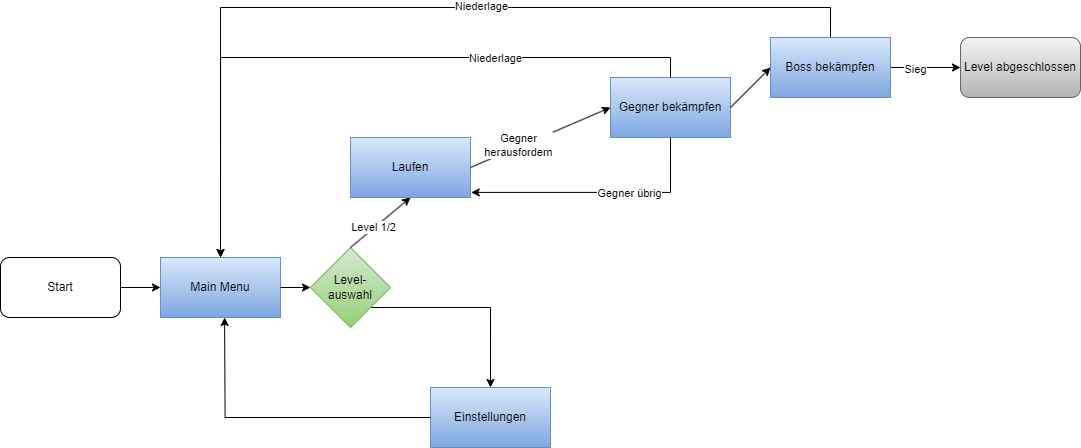 Niederlage
Niederlage
Boss bekämpfen
Sieg
Level abgeschlossen
Gegner bekämpfen
Gegner
herausfordern
Laufen
Gegner übrig
Level 1/2
Start
Main Menu
Level-
auswahl
Einstellungen